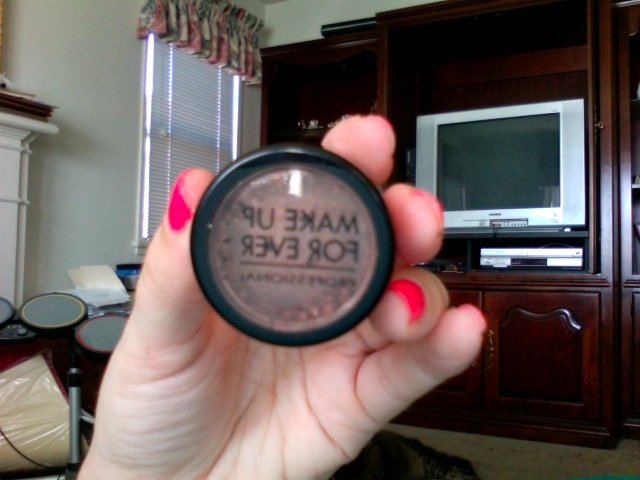 MAKE UP
FOR EVER
PROFESSIONAL